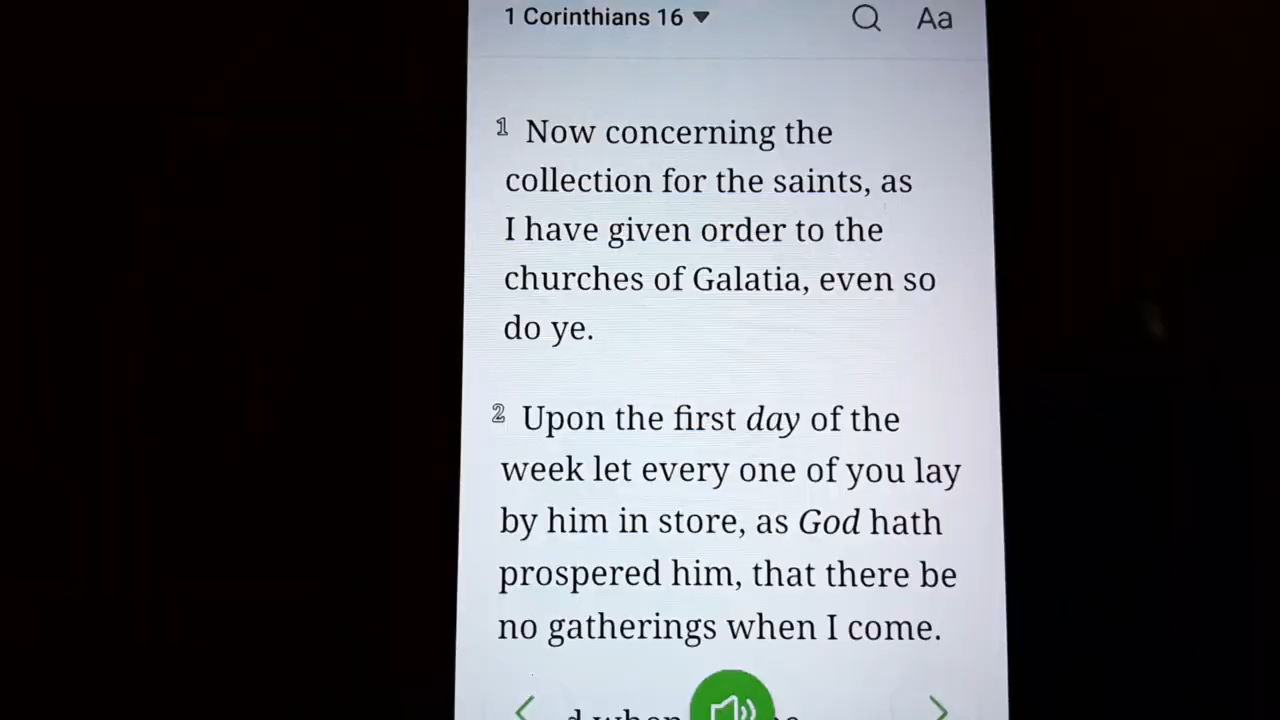 1 Corinthians 16
Aa
1 Now concerning the
collection for the saints, as
I have given order to the
churches of Galatia, even so
do ye.
2 Upon the first day of the
week let every one of you lay
by him in store, as God hath
prospered him, that there be
no gatherings when I come.
when